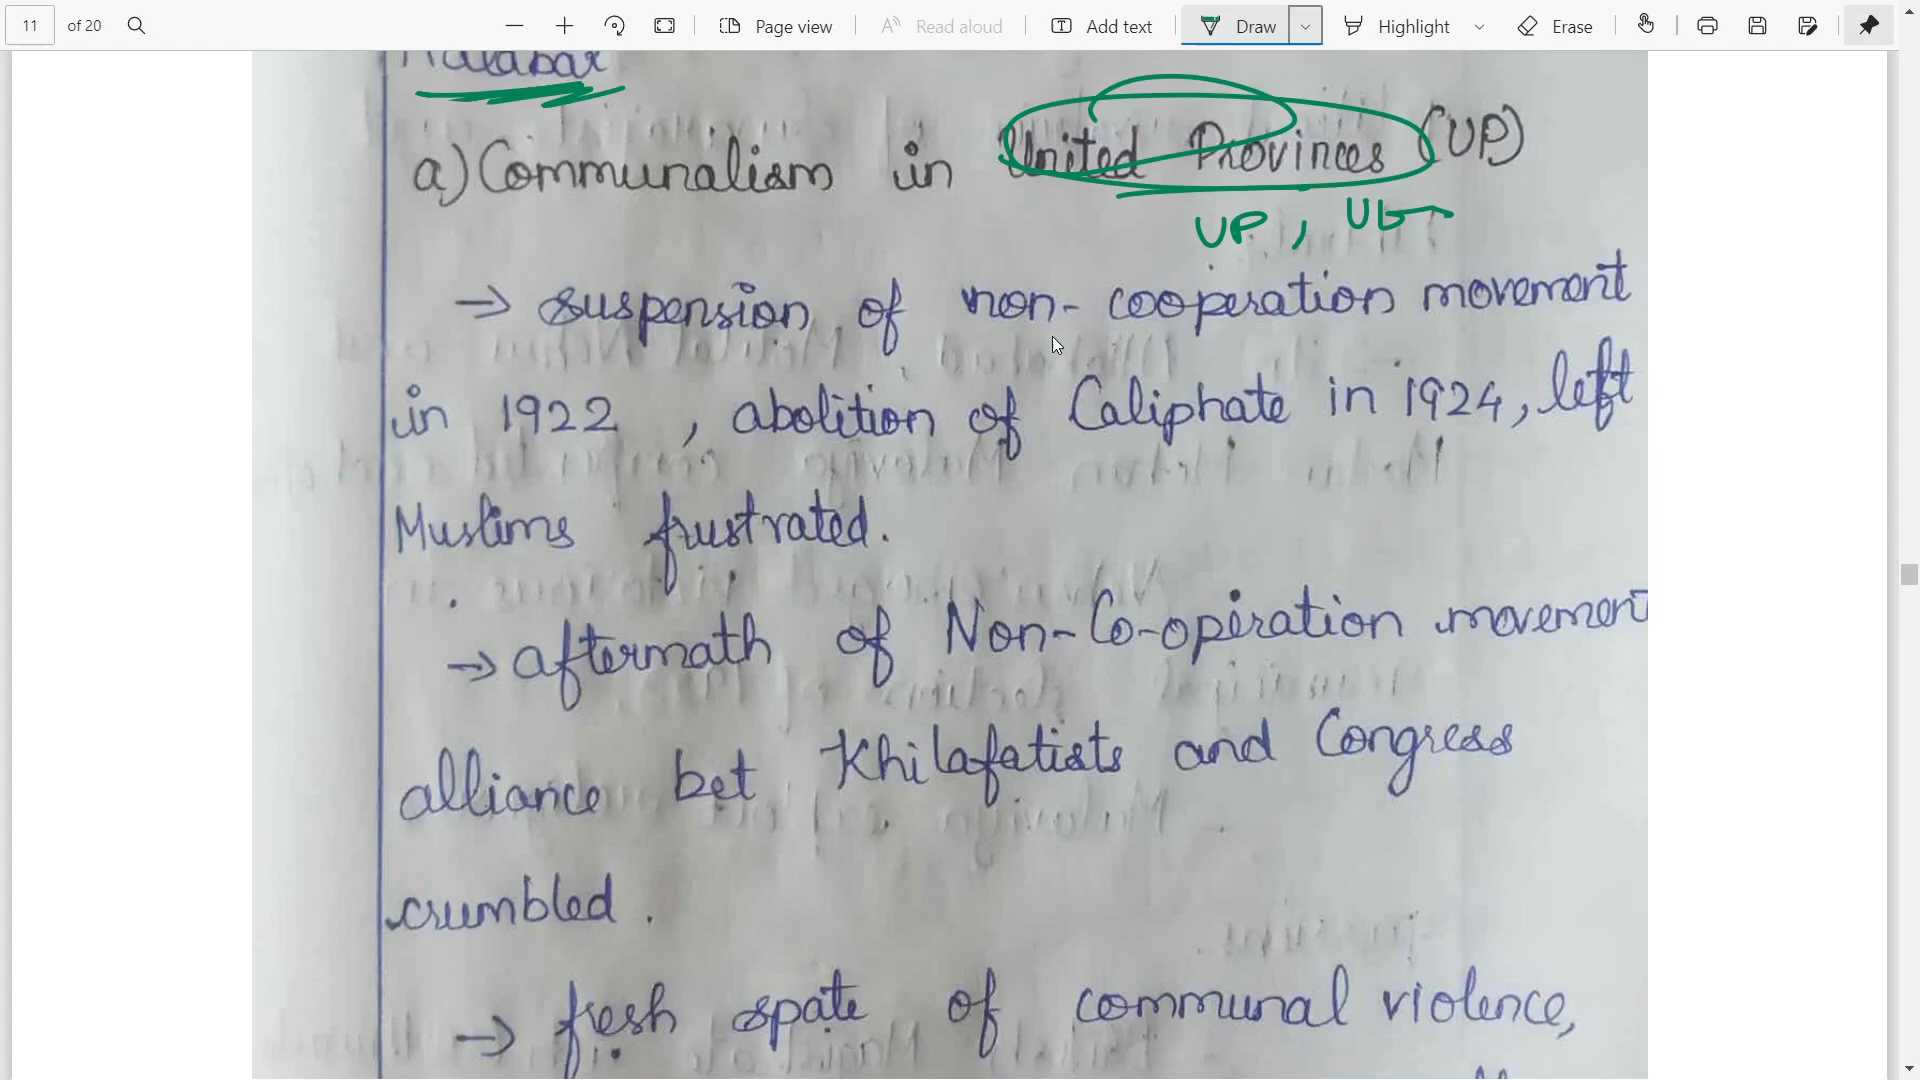 11 of 20 Page view Read aloud Add text Draw Highlight Erase
Malabar
a) Communalism in United Provinces (UP)
UP, UK
→ suspension of non-cooperation movement
in 1922, abolition of Caliphate in 1924, left
Muslims frustrated.
→ aftermath of Non-Co-operation movement
alliance bet Khilafatists and Congress
crumbled.
→ fresh spate of communal violence,